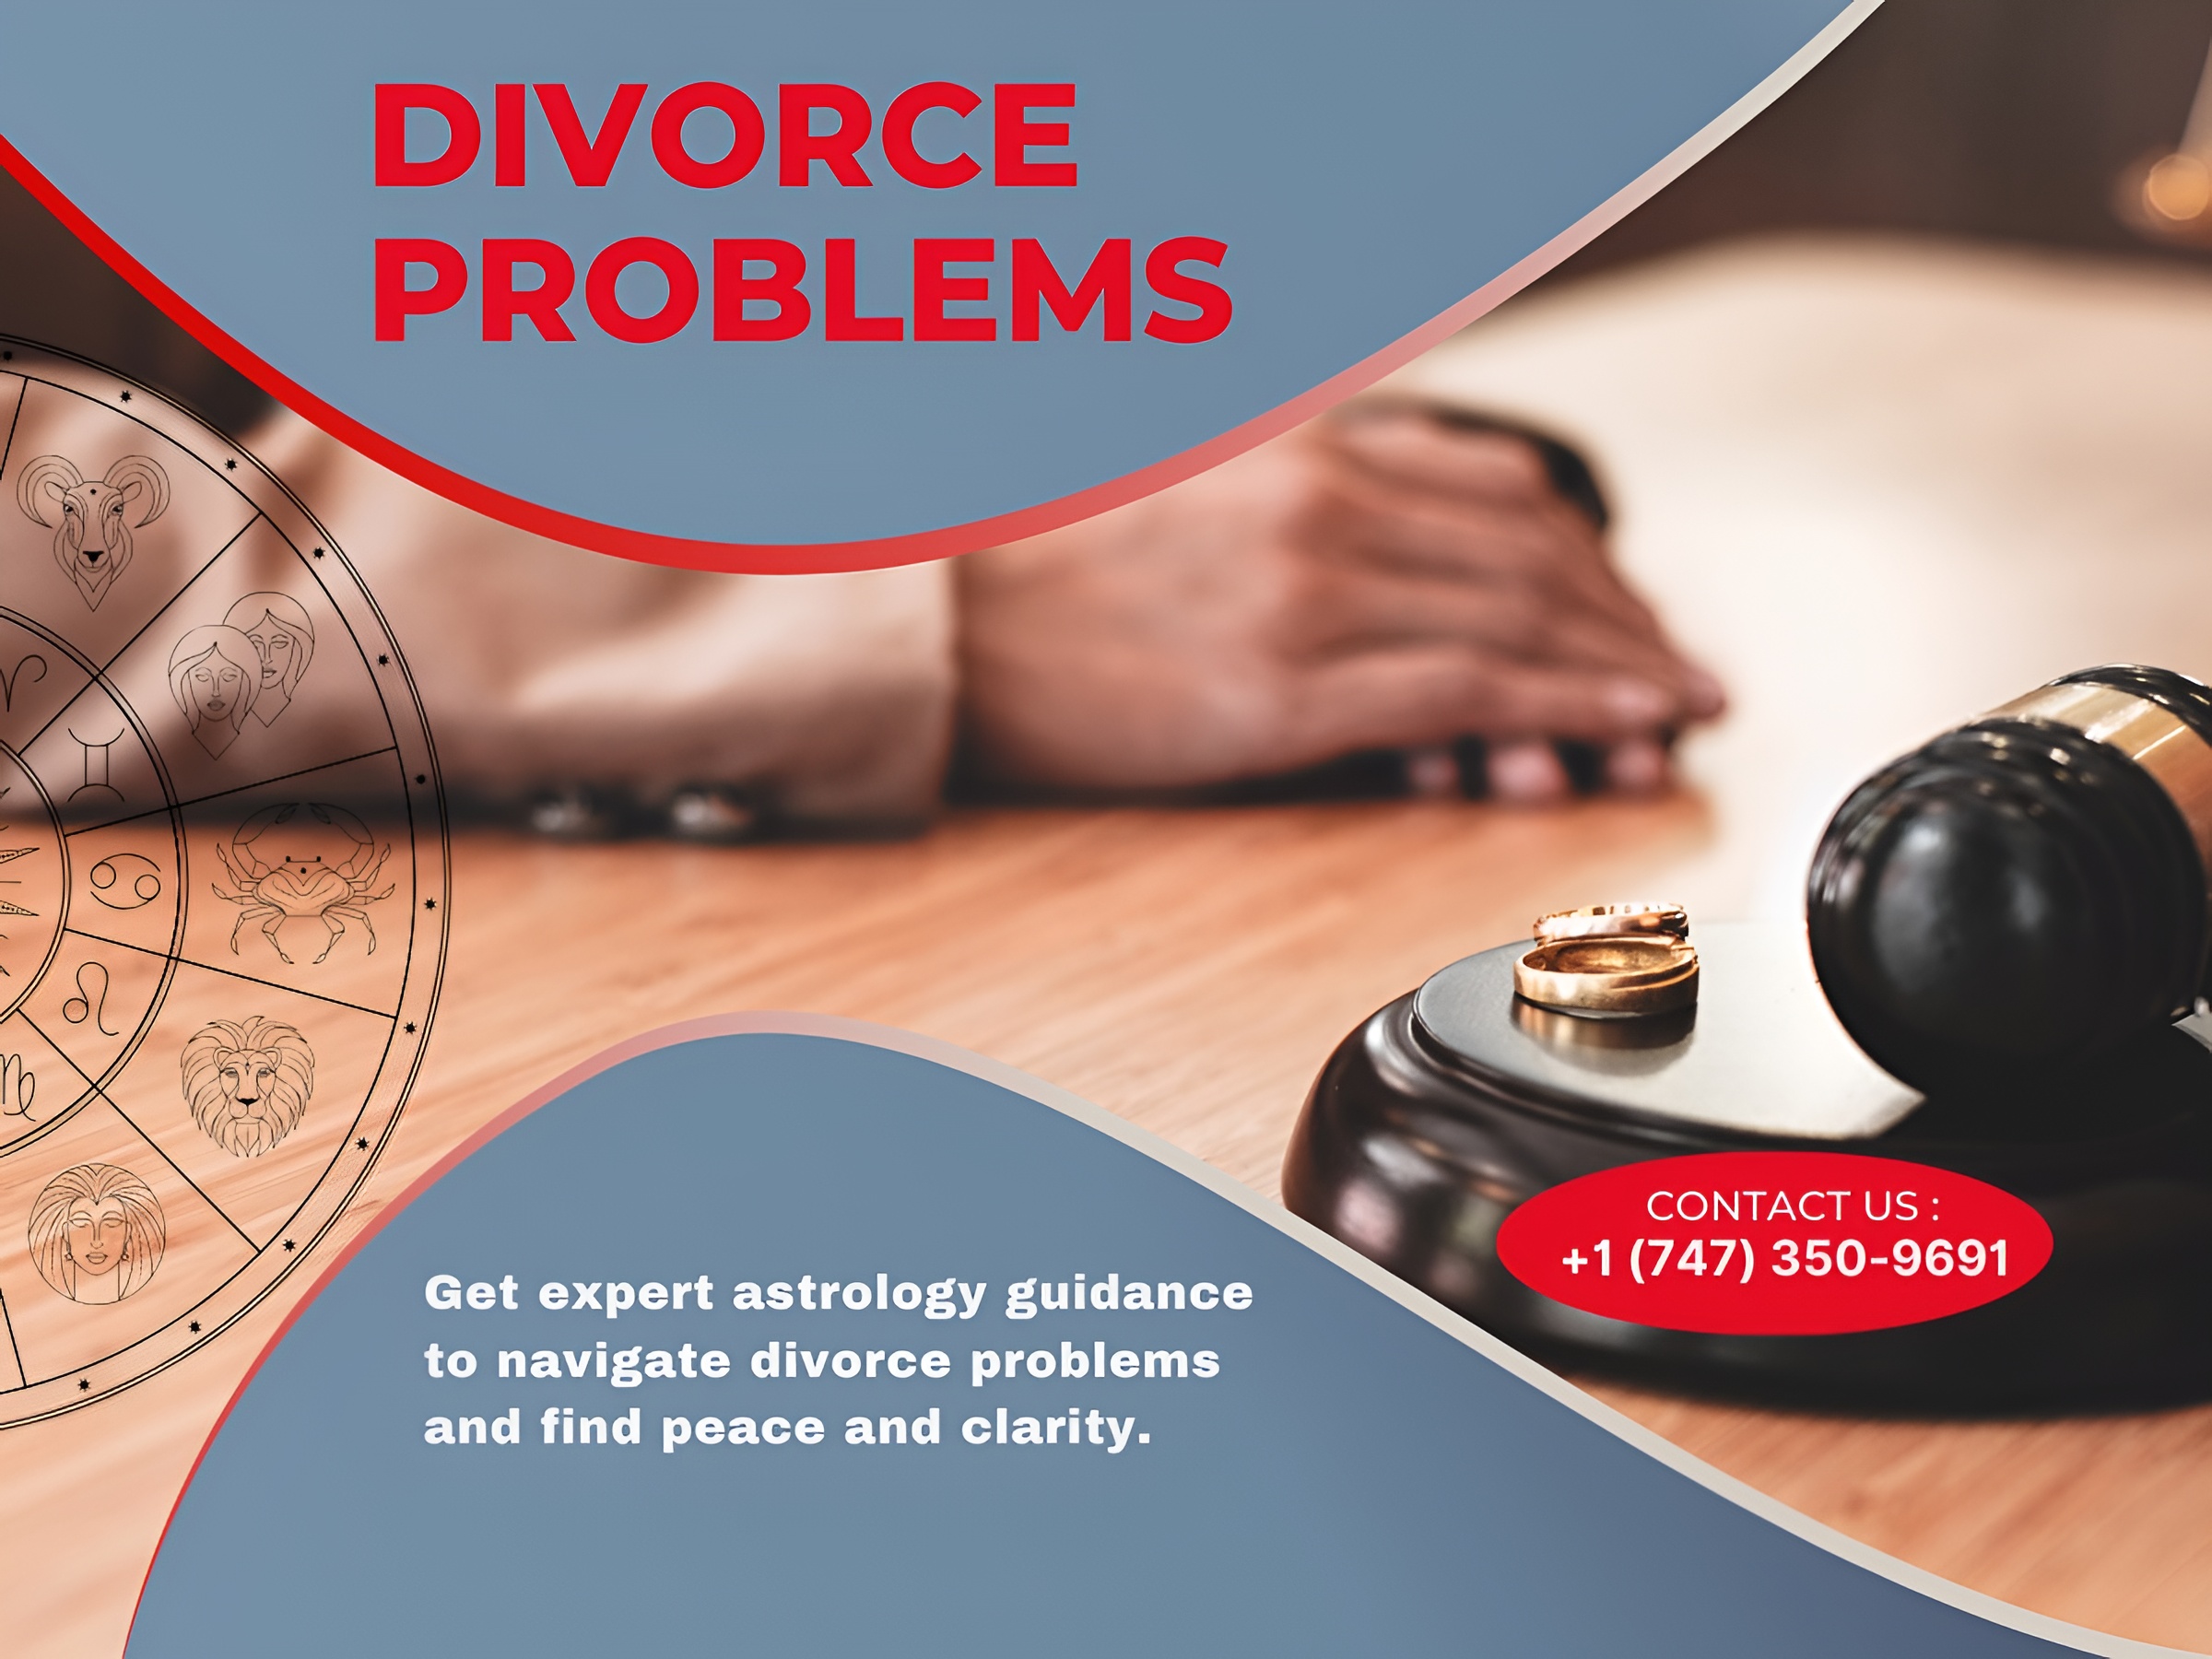 DIVORCE
PROBLEMS
Get expert astrology guidance
to navigate divorce problems
and find peace and clarity.
CONTACT US :
+1 (747) 350-9691